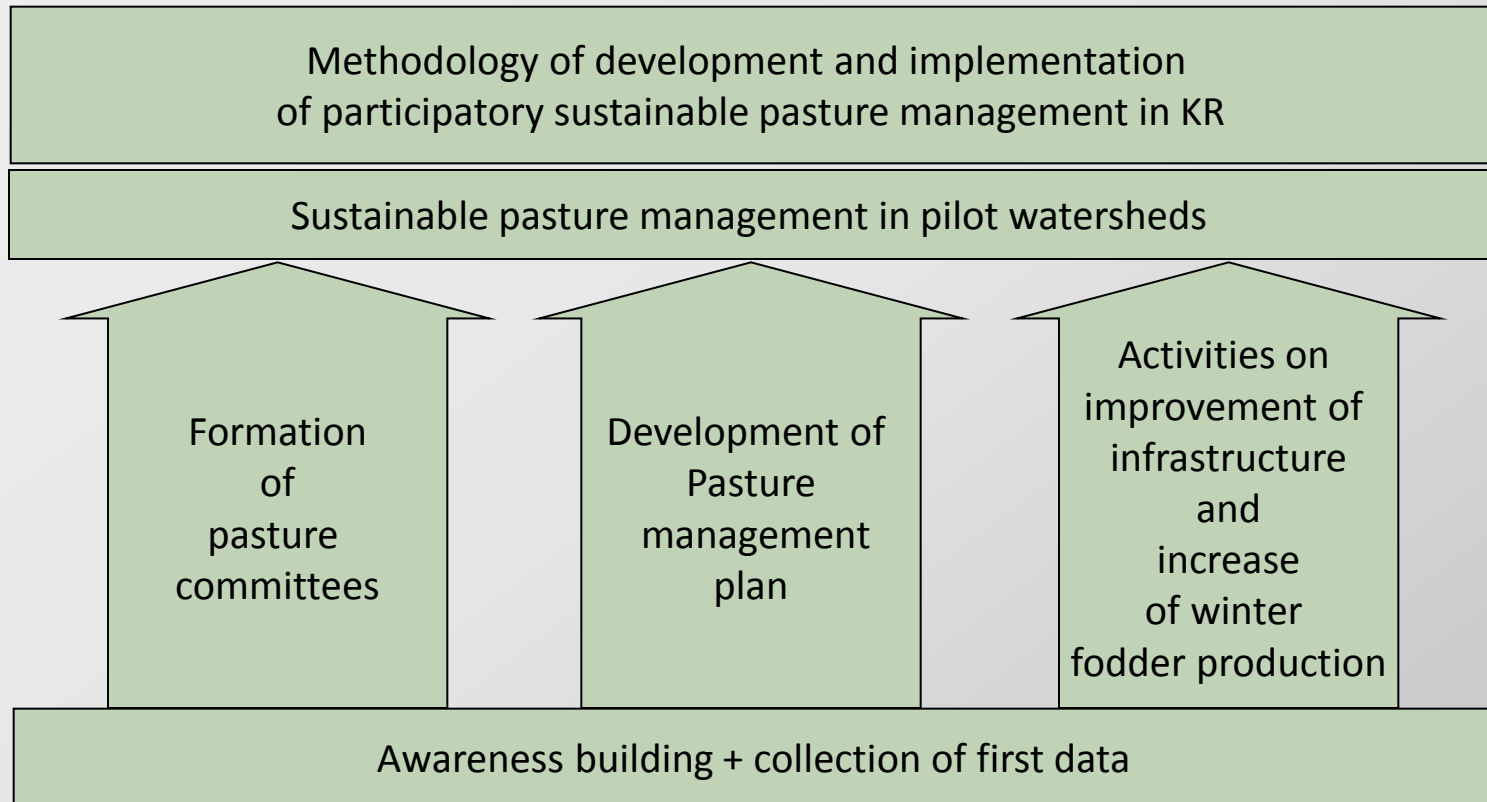 Methodology of development and implementation
of participatory sustainable pasture management in KR
Sustainable pasture management in pilot watersheds
Formation
of
pasture
committees
Development of
Pasture
management
plan
Activities on
improvement of
infrastructure
and
increase
of winter
fodder production
Awareness building + collection of first data